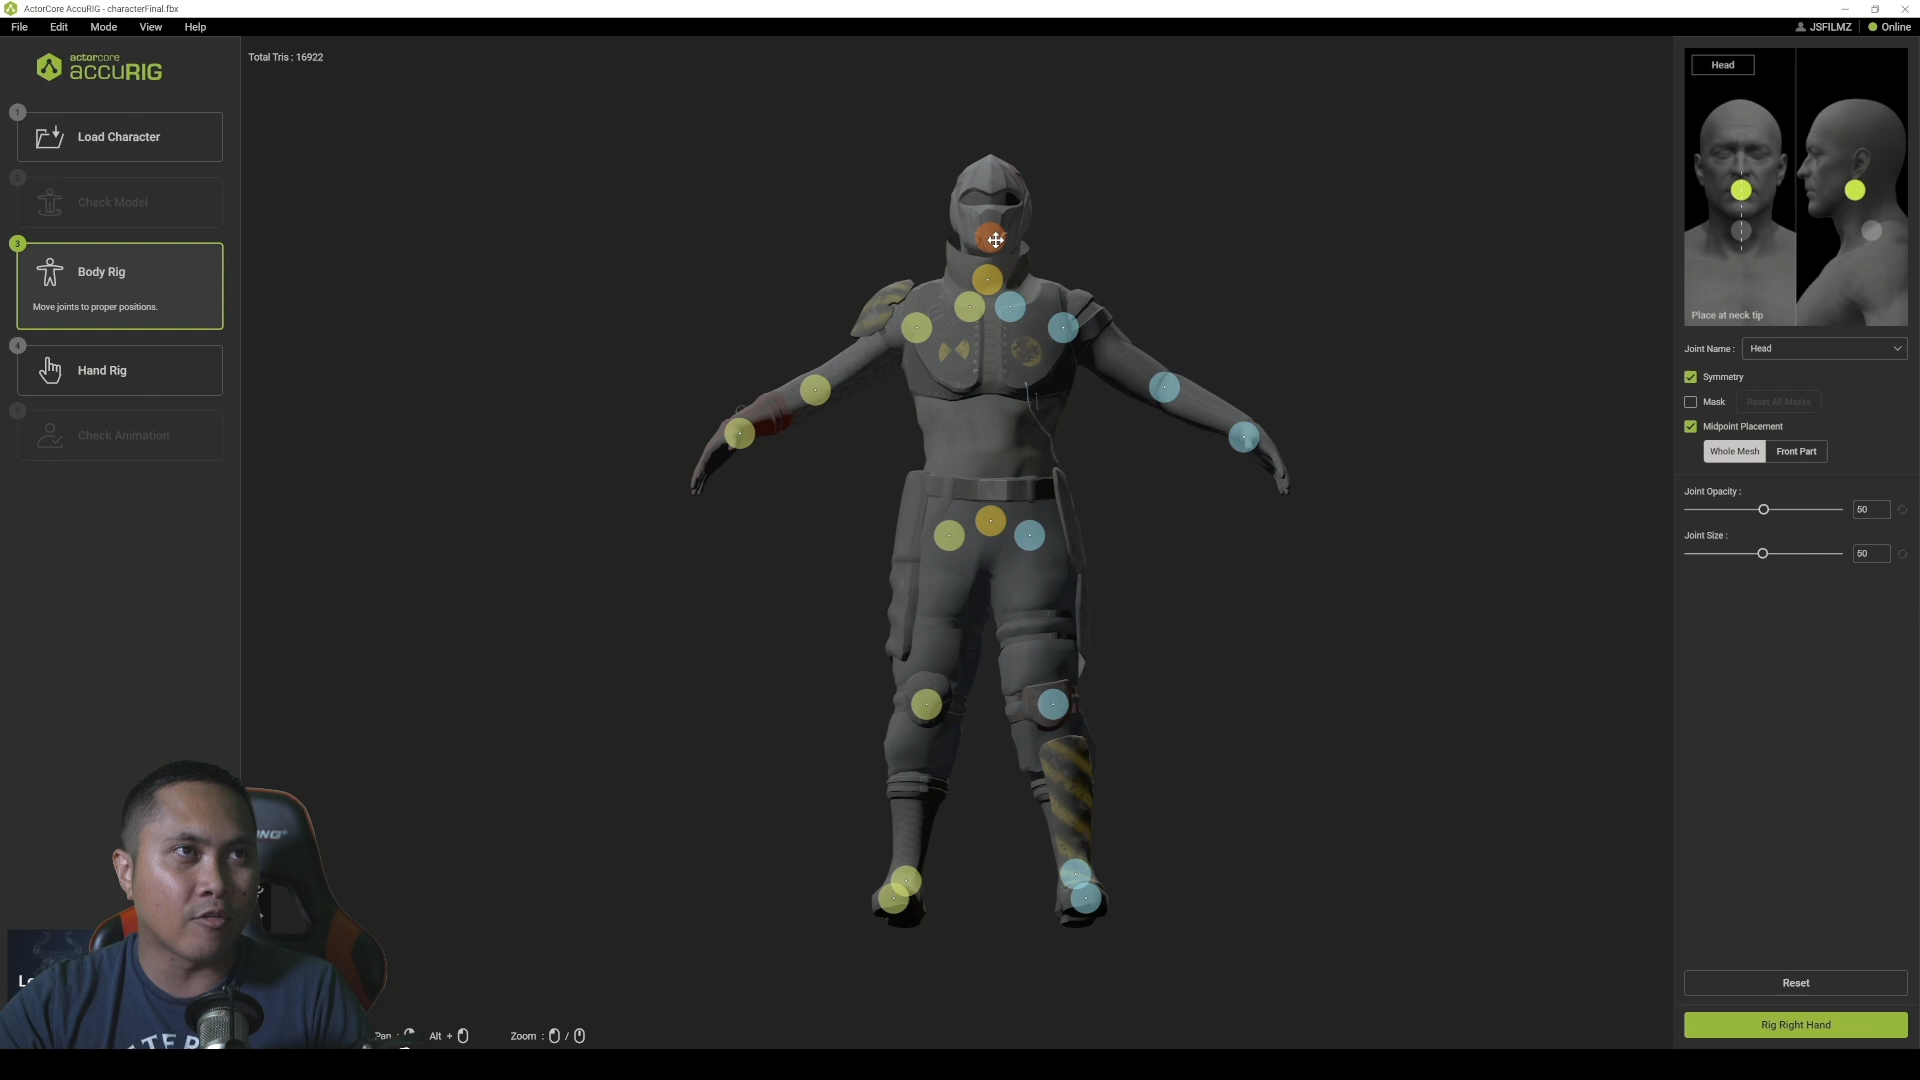 ActorCore AccuRIG - characterFinal.fbx
File Edit Mode View Help
JSFILMZ Online
actorcore
accuRIG
Total Tris : 16922
1
Load Character
2
Check Model
3
Body Rig
Move joints to proper positions.
4
Hand Rig
5
Check Animation
Head
Place at neck tip
Joint Name : Head
Symmetry
Mask Reset All Masks
Midpoint Placement
Whole Mesh Front Part
Joint Opacity :
50
Joint Size :
50
Reset
Rig Right Hand
Pan : Alt + Zoom : /